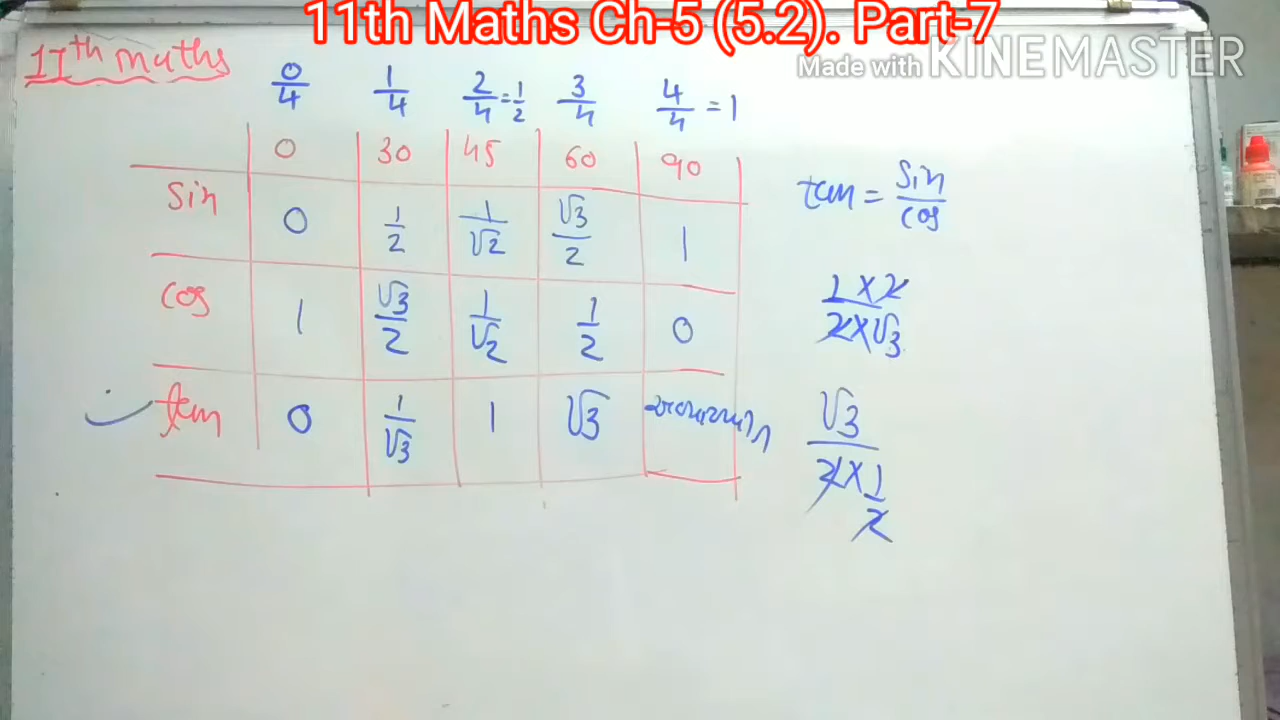 11th Maths Ch-5 (5.2). Part-7
Made with KINEMASTER
11th maths
0/4 1/4 2/4=1/2 3/4 4/4=1
0 30 45 60 90
Sin 0 1/2 1/√2 √3/2 1
Cos 1 √3/2 1/√2 1/2 0
tan 0 1/√3 1 √3
tan = Sin/Cos
1×2/2×√3
√3/2×1/2